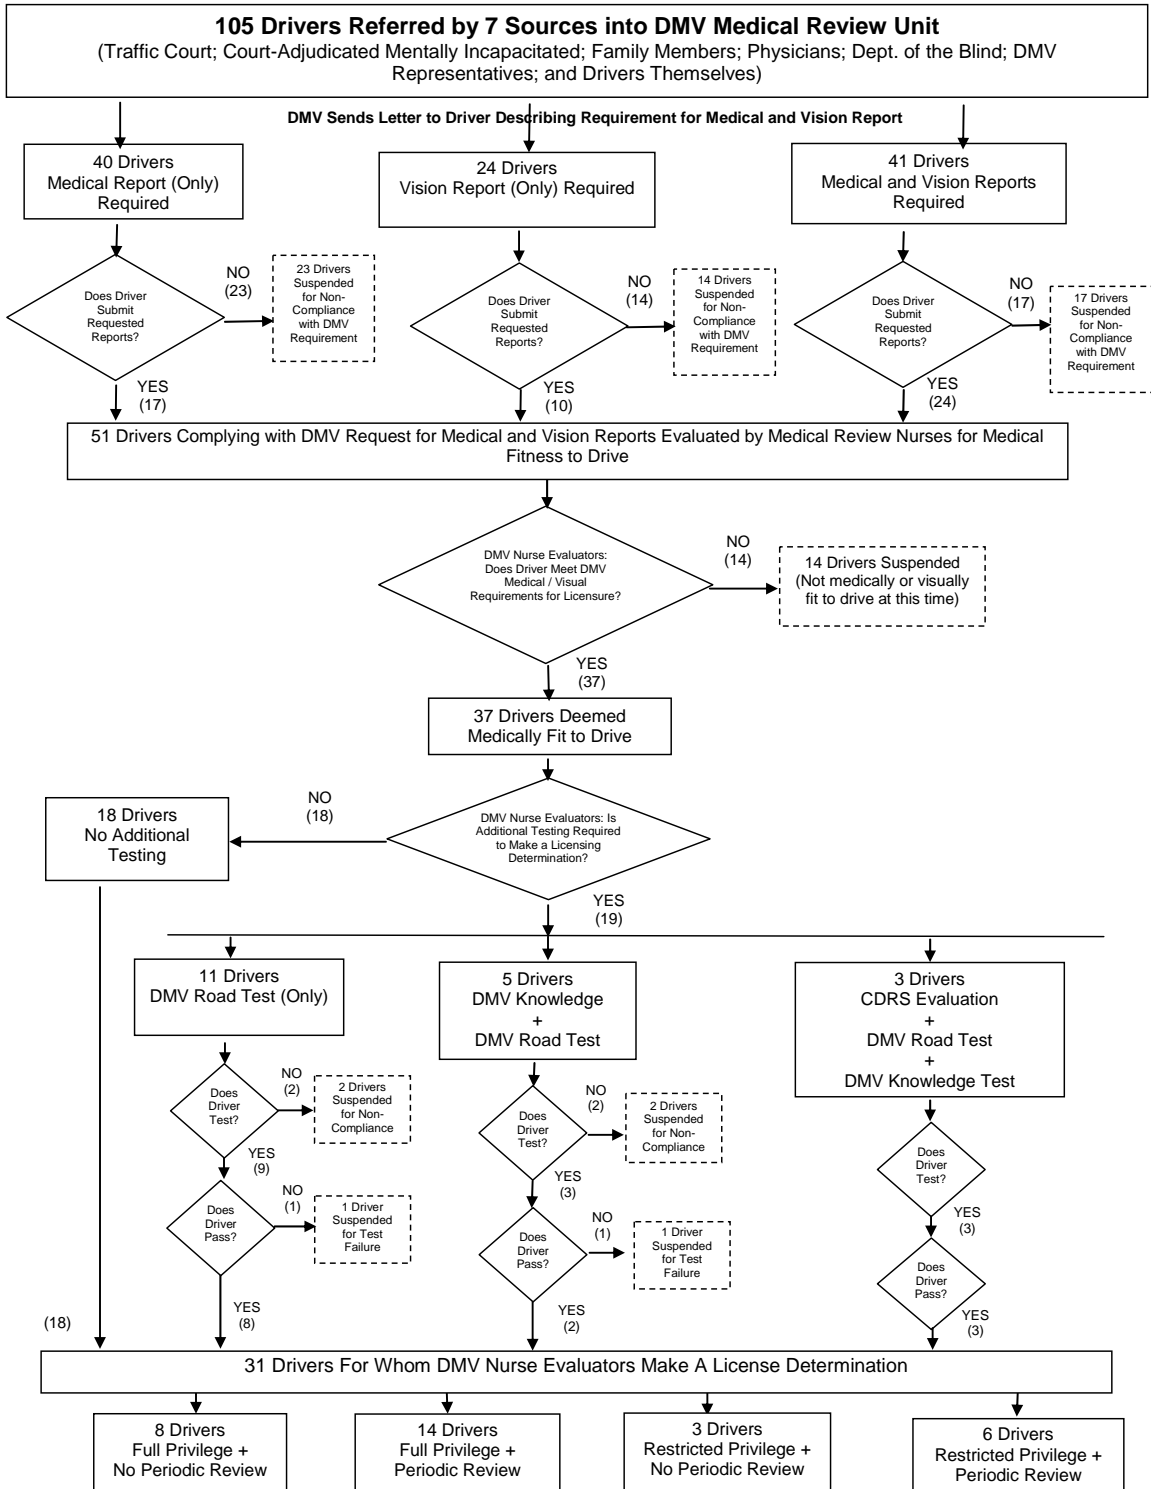 105 Drivers Referred by 7 Sources into DMV Medical Review Unit
(Traffic Court; Court-Adjudicated Mentally Incapacitated; Family Members; Physicians; Dept. of the Blind; DMV
Representatives; and Drivers Themselves)
DMV Sends Letter to Driver Describing Requirement for Medical and Vision Report
40 Drivers
Medical Report (Only)
Required
24 Drivers
Vision Report (Only) Required
41 Drivers
Medical and Vision Reports
Required
Does Driver
Submit
Requested
Reports?
NO
(23)
23 Drivers
Suspended
for Non-
Compliance
with DMV
Requirement
YES
(17)
Does Driver
Submit
Requested
Reports?
NO
(14)
14 Drivers
Suspended
for Non-
Compliance
with DMV
Requirement
YES
(10)
Does Driver
Submit
Requested
Reports?
NO
(17)
17 Drivers
Suspended
for Non-
Compliance
with DMV
Requirement
YES
(24)
51 Drivers Complying with DMV Request for Medical and Vision Reports Evaluated by Medical Review Nurses for Medical
Fitness to Drive
DMV Nurse Evaluators:
Does Driver Meet DMV
Medical / Visual
Requirements for Licensure?
NO
(14)
14 Drivers Suspended
(Not medically or visually
fit to drive at this time)
YES
(37)
37 Drivers Deemed
Medically Fit to Drive
DMV Nurse Evaluators: Is
Additional Testing Required
to Make a Licensing
Determination?
NO
(18)
18 Drivers
No Additional
Testing
YES
(19)
11 Drivers
DMV Road Test (Only)
5 Drivers
DMV Knowledge
+
DMV Road Test
3 Drivers
CDRS Evaluation
+
DMV Road Test
+
DMV Knowledge Test
Does
Driver
Test?
NO
(2)
2 Drivers
Suspended
for Non-
Compliance
YES
(9)
Does
Driver
Pass?
NO
(1)
1 Driver
Suspended
for Test
Failure
YES
(8)
Does
Driver
Test?
NO
(2)
2 Drivers
Suspended
for Non-
Compliance
YES
(3)
Does
Driver
Pass?
NO
(1)
1 Driver
Suspended
for Test
Failure
YES
(2)
Does
Driver
Test?
YES
(3)
Does
Driver
Pass?
YES
(3)
(18)
31 Drivers For Whom DMV Nurse Evaluators Make A License Determination
8 Drivers
Full Privilege +
No Periodic Review
14 Drivers
Full Privilege +
Periodic Review
3 Drivers
Restricted Privilege +
No Periodic Review
6 Drivers
Restricted Privilege +
Periodic Review